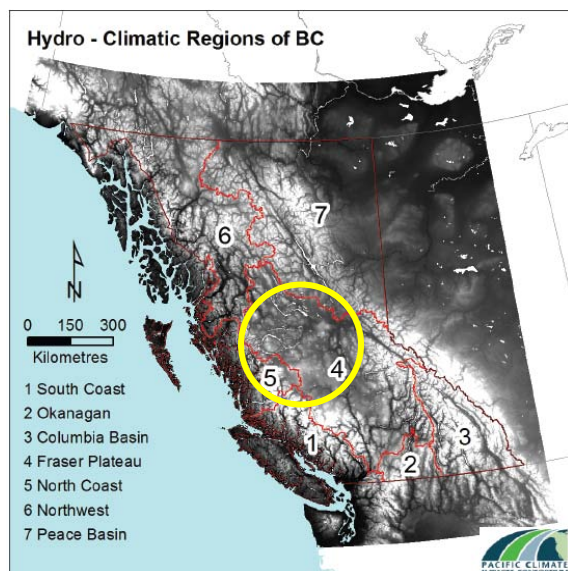 Hydro - Climatic Regions of BC
7
6
N
0 150 300
Kilometres
4
5
1 South Coast
2 Okanagan
3 Columbia Basin
4 Fraser Plateau
5 North Coast
6 Northwest
7 Peace Basin
1
3
2
PACIFIC CLIMATE